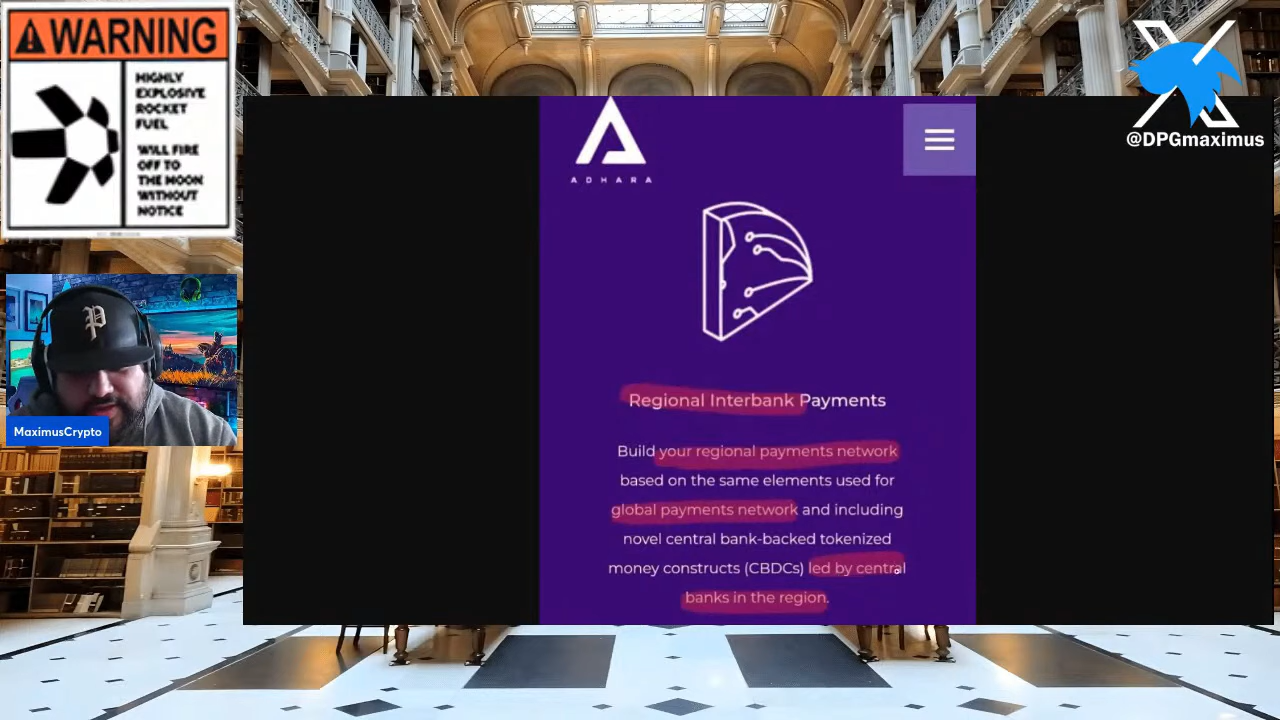 WARNING
HIGHLY
EXPLOSIVE
ROCKET
FUEL
WILL FIRE
OFF TO
THE MOON
WITHOUT
NOTICE
@DPGmaximus
P
MaximusCrypto
ADHARA
Regional Interbank Payments
Build your regional payments network
based on the same elements used for
global payments network and including
novel central bank-backed tokenized
money constructs (CBDCs) led by central
banks in the region.